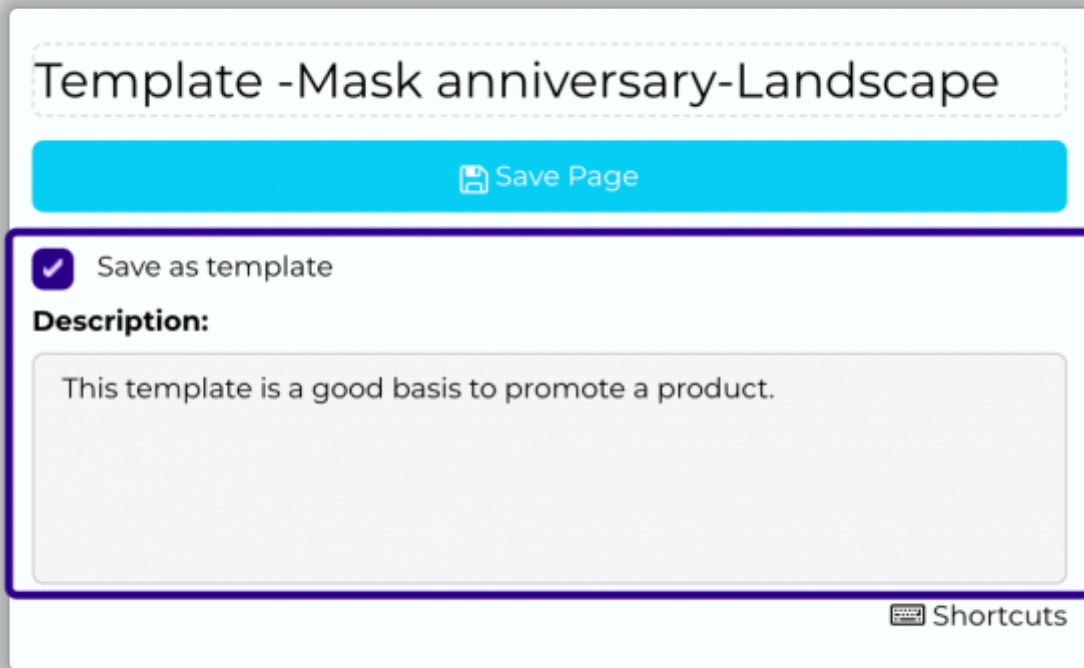 Template -Mask anniversary-Landscape
Save Page
Save as template
Description:
This template is a good basis to promote a product.
Shortcuts